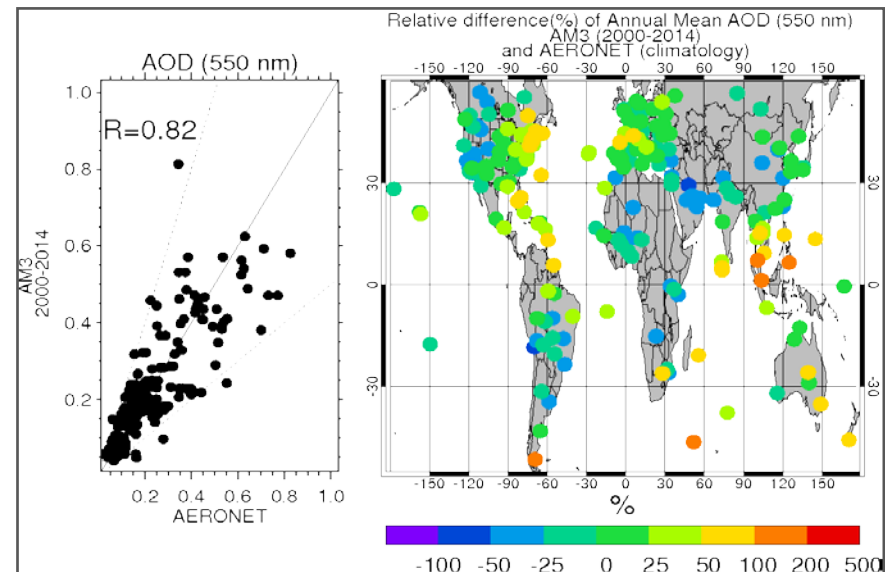 AOD (550 nm)
R=0.82
1.0
0.8
0.6
0.4
0.2
AM3
2000-2014
0.2 0.4 0.6 0.8 1.0
AERONET
Relative difference(%) of Annual Mean AOD (550 nm)
AM3 (2000-2014)
and AERONET (climatology)
-150 -120 -90 -60 -30 0 30 60 90 120 150
30
0
-30
30
0
-30
-150 -120 -90 -60 -30 0 30 60 90 120 150
%
-100 -50 -25 0 25 50 100 200 500